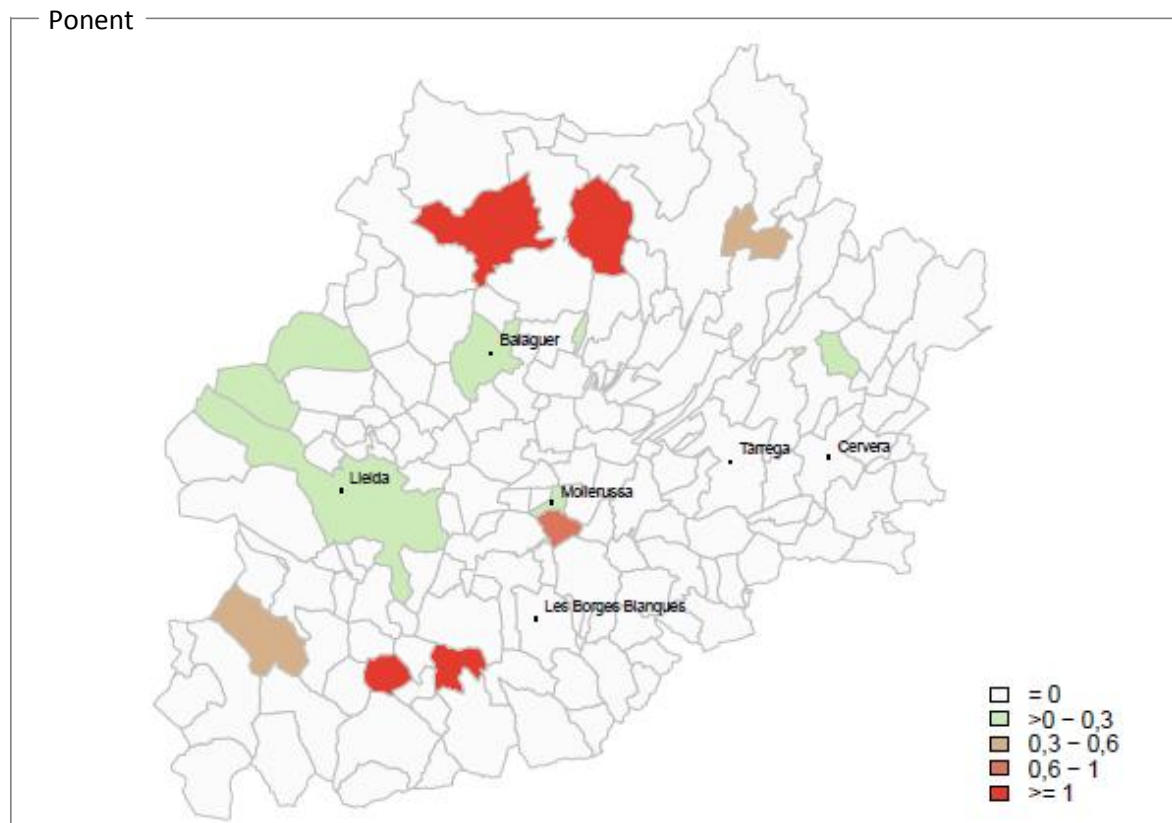 Ponent
Balaguer
Tàrrega
Cervera
Lleida
Mollerussa
Les Borges Blanques
= 0
>0 – 0,3
0,3 – 0,6
0,6 – 1
>= 1